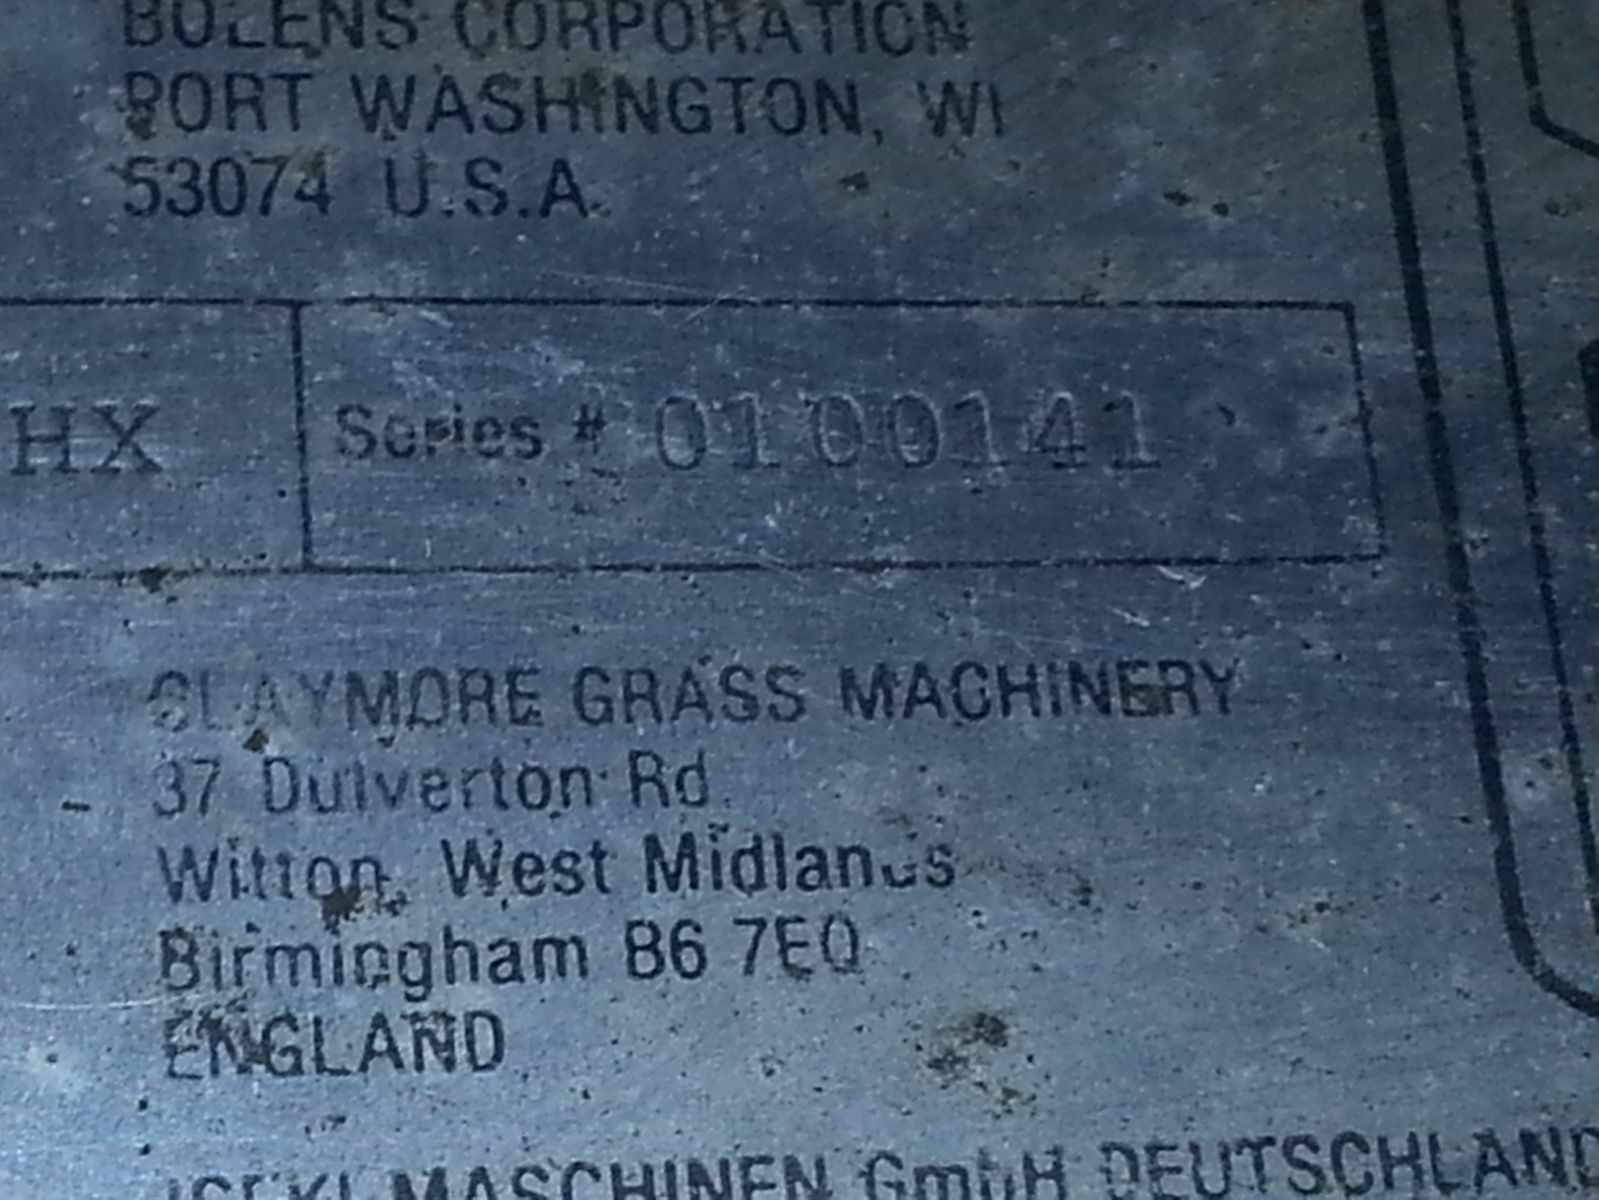 BOLENS CORPORATION
PORT WASHINGTON, WI
53074 U.S.A.
HX
Series # 0100141
CLAYMORE GRASS MACHINERY
37 Dulverton Rd.
Witton, West Midlands
Birmingham B6 7EQ
ENGLAND
ISEKI MASCHINEN GmbH DEUTSCHLAND